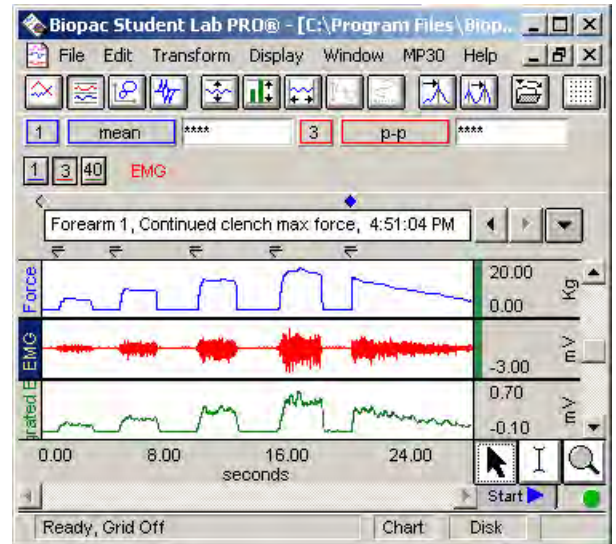 Biopac Student Lab PRO® - [C:\Program Files\Biop..
File Edit Transform Display Window MP30 Help
1 mean **** 3 p-p ****
1 3 40 EMG
Forearm 1, Continued clench max force, 4:51:04 PM
Force 20.00 0.00 Kg
EMG -3.00 mV
grated E 0.70 -0.10 mV
0.00 8.00 16.00 24.00
seconds
Start
Ready, Grid Off Chart Disk